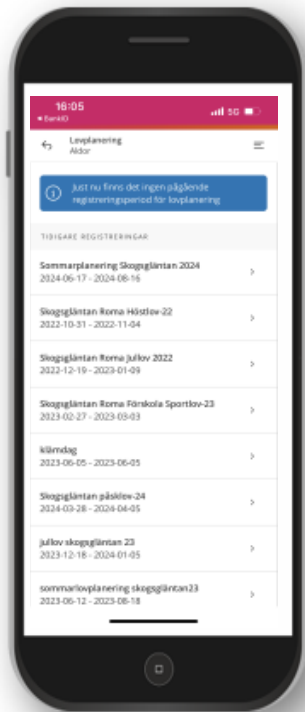 16:05
BankID
5G
Lovplanering
Aldor
Just nu finns det ingen pågående
registreringsperiod för lovplanering
TIDIGARE REGISTRERINGAR
Sommarplanering Skogsgläntan 2024
2024-06-17 - 2024-08-16
Skogsgläntan Roma Höstlov-22
2022-10-31 - 2022-11-04
Skogsgläntan Roma Jullov 2022
2022-12-19 - 2023-01-09
Skogsgläntan Roma Förskola Sportlov-23
2023-02-27 - 2023-03-03
klämdag
2023-06-05 - 2023-06-05
Skogsgläntan påsklov-24
2024-03-28 - 2024-04-05
jullov skogsgläntan 23
2023-12-18 - 2024-01-05
sommarlovplanering skogsgläntan23
2023-06-12 - 2023-08-18